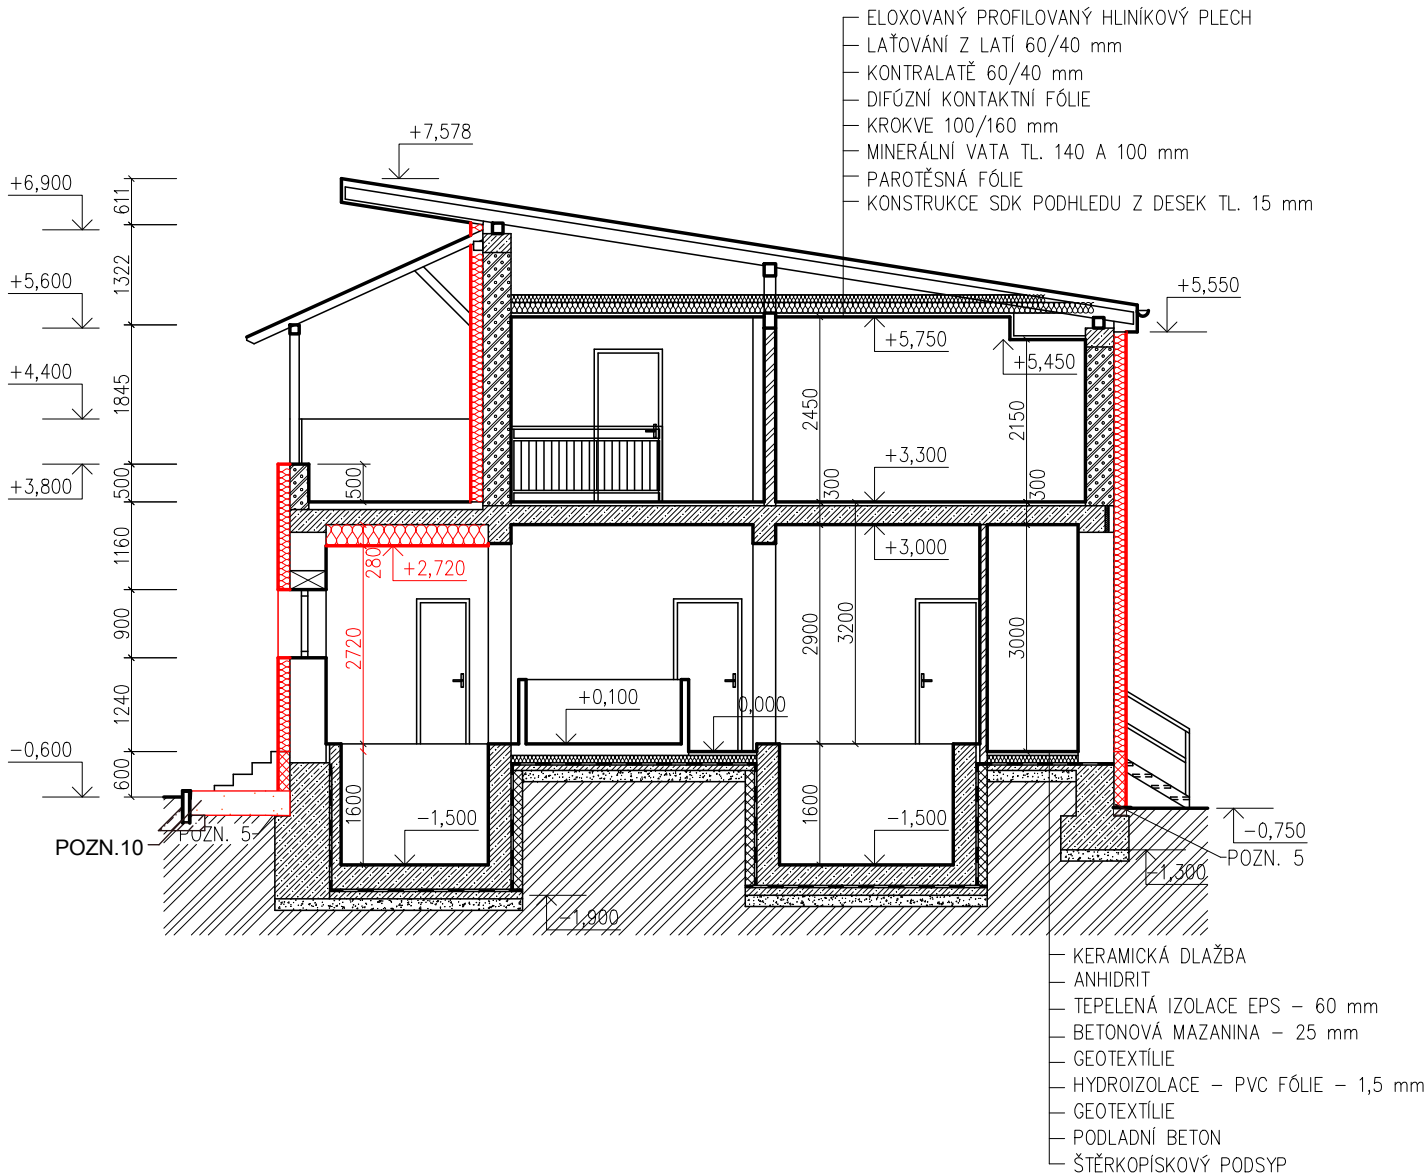 ELOXOVANÝ PROFILOVANÝ HLINÍKOVÝ PLECH
LAŤOVÁNÍ Z LATÍ 60/40 mm
KONTRALATĚ 60/40 mm
DIFÚZNÍ KONTAKTNÍ FÓLIE
KROKVE 100/160 mm
MINERÁLNÍ VATA TL. 140 A 100 mm
PAROTĚSNÁ FÓLIE
KONSTRUKCE SDK PODHLEDU Z DESEK TL. 15 mm
+7,578
+6,900
+5,600
+4,400
+3,800
-0,600
611
1322
1845
500
1160
900
1240
600
+5,550
+5,750
+5,450
2450
2150
500
+3,300
300
300
280
+2,720
+3,000
2720
2900
3200
3000
+0,100
0,000
1600
-1,500
1600
-1,500
POZN. 5
POZN.10
-0,750
POZN. 5
-1,300
-1,900
KERAMICKÁ DLAŽBA
ANHIDRIT
TEPELENÁ IZOLACE EPS – 60 mm
BETONOVÁ MAZANINA – 25 mm
GEOTEXTÍLIE
HYDROIZOLACE – PVC FÓLIE – 1,5 mm
GEOTEXTÍLIE
PODLADNÍ BETON
ŠTĚRKOPÍSKOVÝ PODSYP